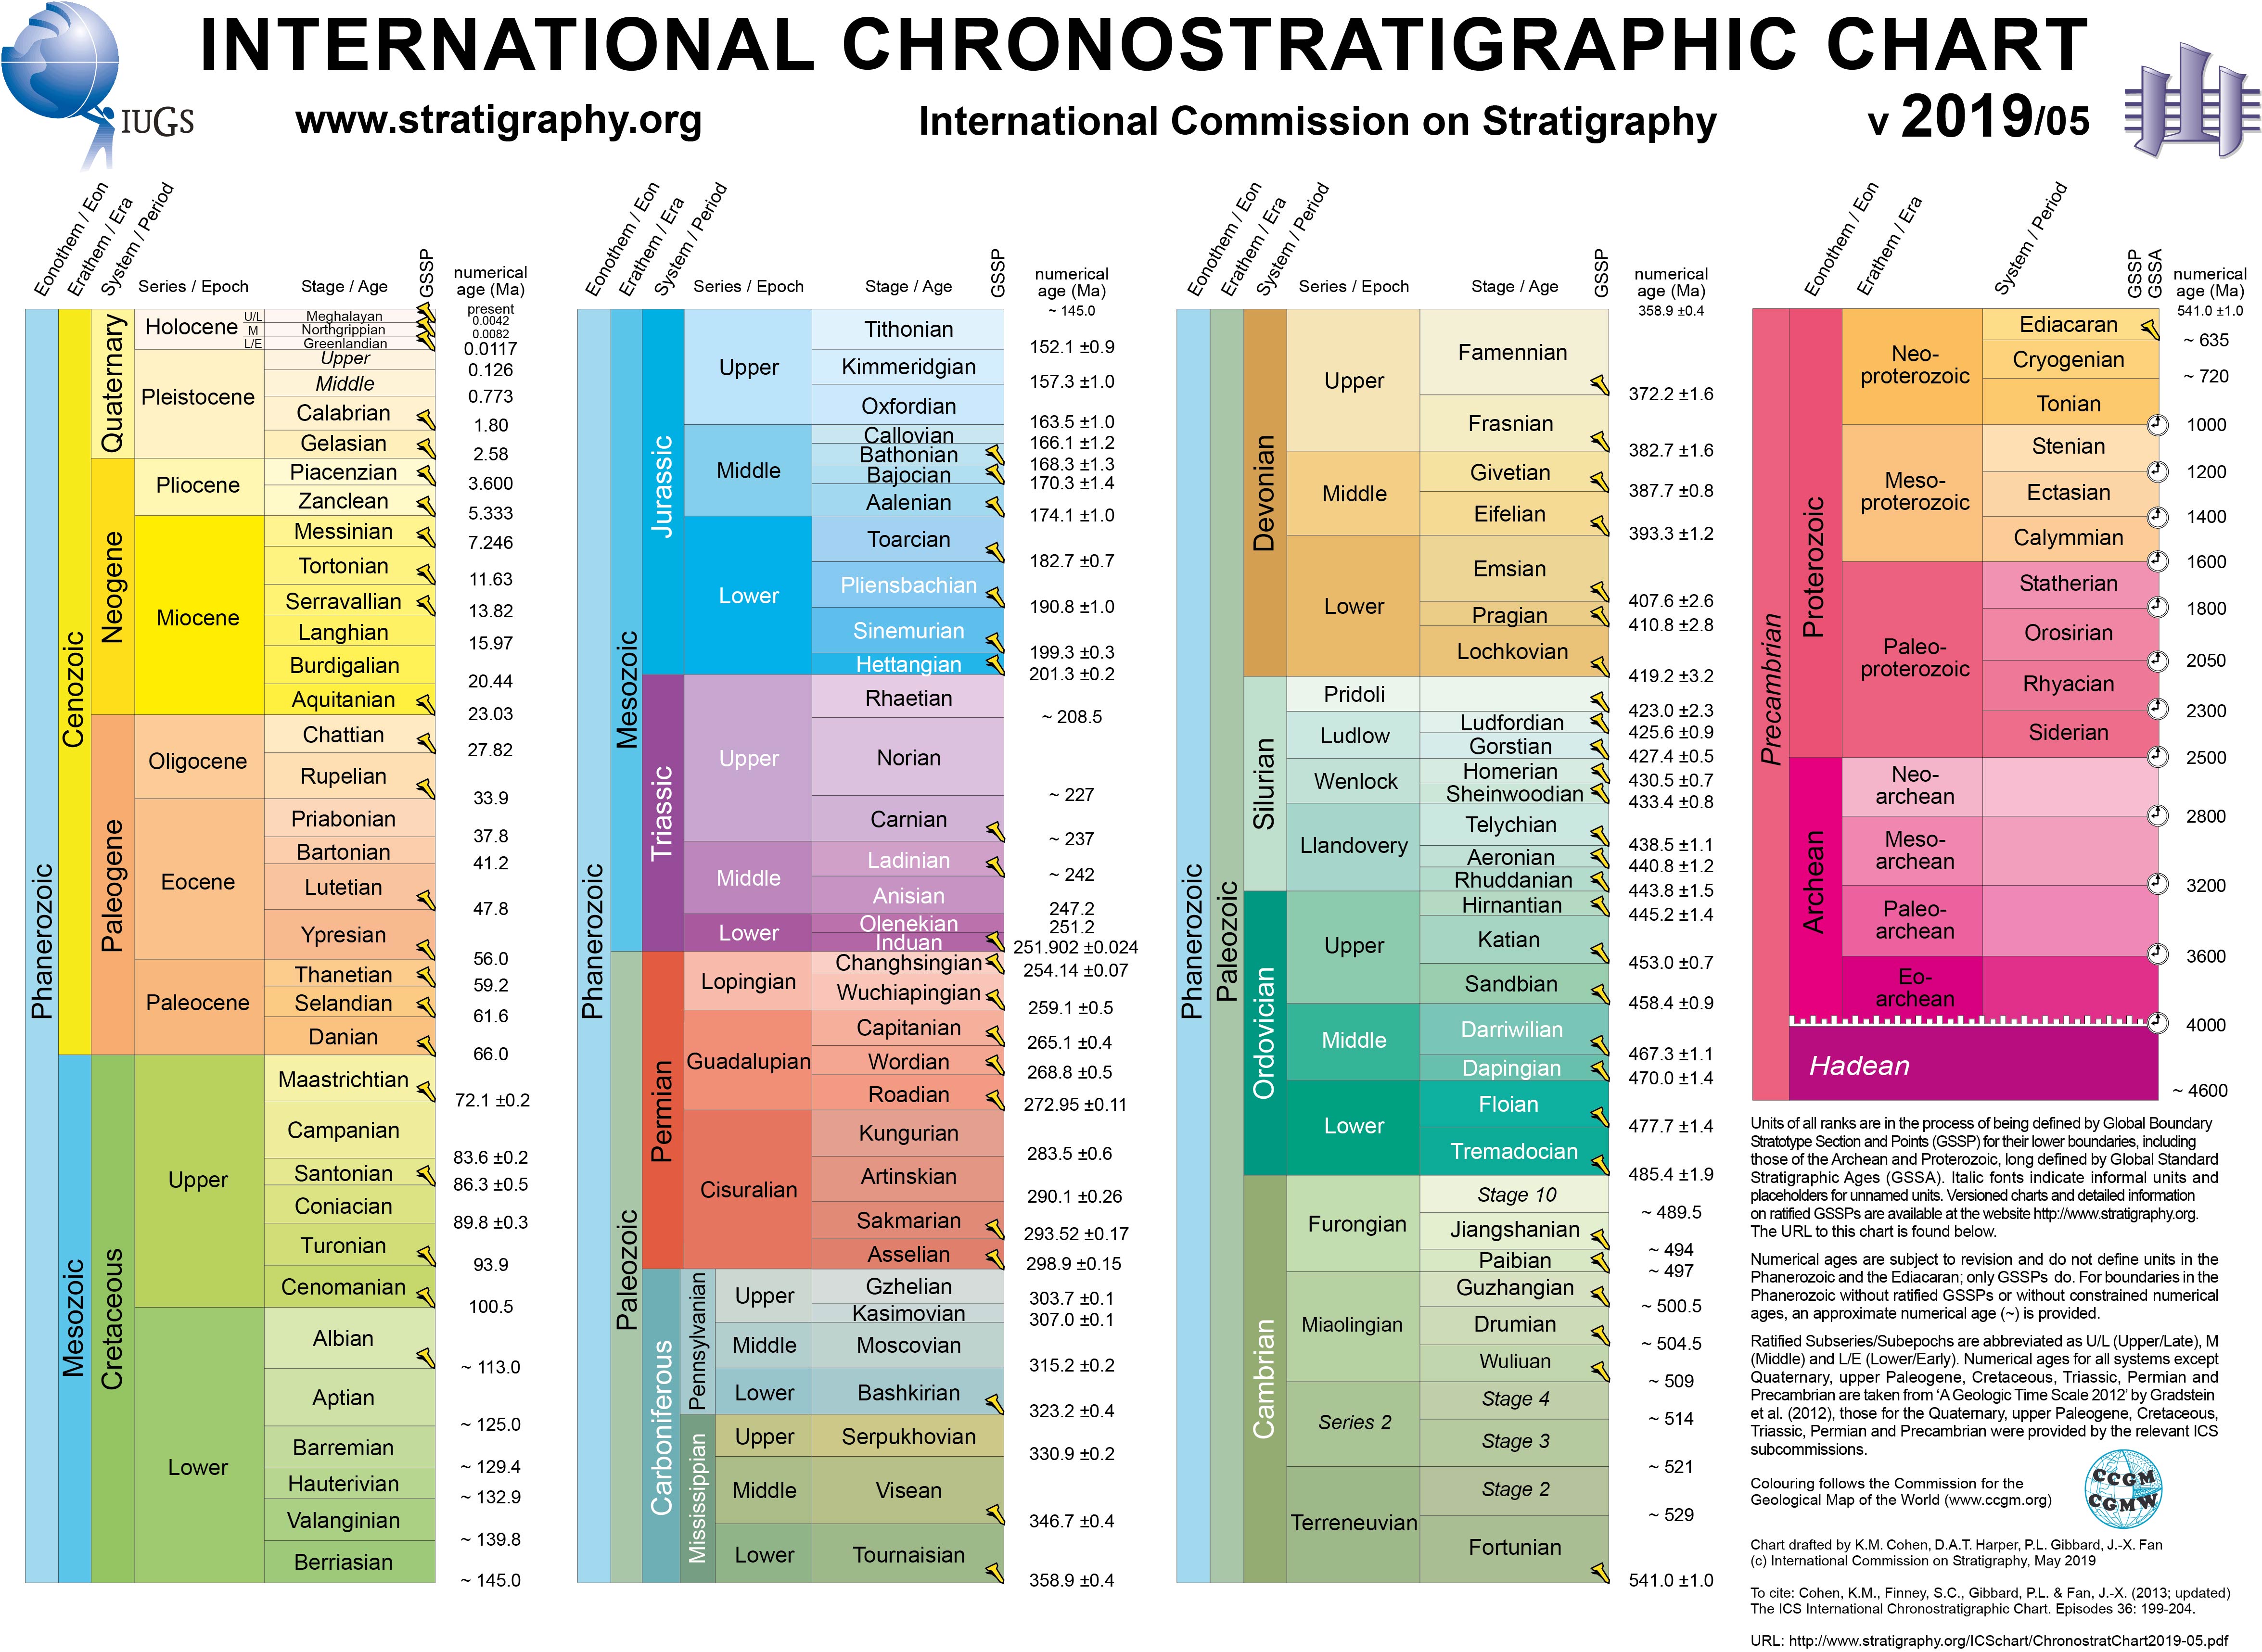 INTERNATIONAL CHRONOSTRATIGRAPHIC CHART
IUGS
www.stratigraphy.org
International Commission on Stratigraphy
v 2019/05
Eonothem / Eon
Erathem / Era
System / Period
Series / Epoch
Stage / Age
GSSP
numerical
age (Ma)
Phanerozoic
Cenozoic
Quaternary
Holocene
U/L
Meghalayan
present
0.0042
M
Northgrippian
0.0082
L/E
Greenlandian
0.0117
Pleistocene
Upper
0.126
Middle
0.773
Calabrian
1.80
Gelasian
2.58
Neogene
Pliocene
Piacenzian
3.600
Zanclean
5.333
Miocene
Messinian
7.246
Tortonian
11.63
Serravallian
13.82
Langhian
15.97
Burdigalian
20.44
Aquitanian
23.03
Paleogene
Oligocene
Chattian
27.82
Rupelian
33.9
Eocene
Priabonian
37.8
Bartonian
41.2
Lutetian
47.8
Ypresian
56.0
Paleocene
Thanetian
59.2
Selandian
61.6
Danian
66.0
Mesozoic
Cretaceous
Upper
Maastrichtian
72.1 ±0.2
Campanian
83.6 ±0.2
Santonian
86.3 ±0.5
Coniacian
89.8 ±0.3
Turonian
93.9
Cenomanian
100.5
Lower
Albian
~ 113.0
Aptian
~ 125.0
Barremian
~ 129.4
Hauterivian
~ 132.9
Valanginian
~ 139.8
Berriasian
~ 145.0
Eonothem / Eon
Erathem / Era
System / Period
Series / Epoch
Stage / Age
GSSP
numerical
age (Ma)
~ 145.0
Phanerozoic
Mesozoic
Jurassic
Upper
Tithonian
152.1 ±0.9
Kimmeridgian
157.3 ±1.0
Oxfordian
163.5 ±1.0
Middle
Callovian
166.1 ±1.2
Bathonian
168.3 ±1.3
Bajocian
170.3 ±1.4
Aalenian
174.1 ±1.0
Lower
Toarcian
182.7 ±0.7
Pliensbachian
190.8 ±1.0
Sinemurian
199.3 ±0.3
Hettangian
201.3 ±0.2
Triassic
Upper
Rhaetian
~ 208.5
Norian
~ 227
Carnian
~ 237
Middle
Ladinian
~ 242
Anisian
247.2
Lower
Olenekian
251.2
Induan
251.902 ±0.024
Paleozoic
Permian
Lopingian
Changhsingian
254.14 ±0.07
Wuchiapingian
259.1 ±0.5
Guadalupian
Capitanian
265.1 ±0.4
Wordian
268.8 ±0.5
Roadian
272.95 ±0.11
Cisuralian
Kungurian
283.5 ±0.6
Artinskian
290.1 ±0.26
Sakmarian
293.52 ±0.17
Asselian
298.9 ±0.15
Carboniferous
Pennsylvanian
Upper
Gzhelian
303.7 ±0.1
Kasimovian
307.0 ±0.1
Middle
Moscovian
315.2 ±0.2
Lower
Bashkirian
323.2 ±0.4
Mississippian
Upper
Serpukhovian
330.9 ±0.2
Middle
Visean
346.7 ±0.4
Lower
Tournaisian
358.9 ±0.4
Eonothem / Eon
Erathem / Era
System / Period
Series / Epoch
Stage / Age
GSSP
numerical
age (Ma)
358.9 ±0.4
Phanerozoic
Paleozoic
Devonian
Upper
Famennian
372.2 ±1.6
Frasnian
382.7 ±1.6
Middle
Givetian
387.7 ±0.8
Eifelian
393.3 ±1.2
Lower
Emsian
407.6 ±2.6
Pragian
410.8 ±2.8
Lochkovian
419.2 ±3.2
Silurian
Pridoli
423.0 ±2.3
Ludlow
Ludfordian
425.6 ±0.9
Gorstian
427.4 ±0.5
Wenlock
Homerian
430.5 ±0.7
Sheinwoodian
433.4 ±0.8
Llandovery
Telychian
438.5 ±1.1
Aeronian
440.8 ±1.2
Rhuddanian
443.8 ±1.5
Ordovician
Upper
Hirnantian
445.2 ±1.4
Katian
453.0 ±0.7
Sandbian
458.4 ±0.9
Middle
Darriwilian
467.3 ±1.1
Dapingian
470.0 ±1.4
Lower
Floian
477.7 ±1.4
Tremadocian
485.4 ±1.9
Cambrian
Furongian
Stage 10
~ 489.5
Jiangshanian
~ 494
Paibian
~ 497
Miaolingian
Guzhangian
~ 500.5
Drumian
~ 504.5
Wuliuan
~ 509
Series 2
Stage 4
~ 514
Stage 3
~ 521
Terreneuvian
Stage 2
~ 529
Fortunian
541.0 ±1.0
Eonothem / Eon
Erathem / Era
System / Period
GSSP
GSSA
numerical
age (Ma)
541.0 ±1.0
Precambrian
Proterozoic
Neo-
proterozoic
Ediacaran
~ 635
Cryogenian
~ 720
Tonian
1000
Meso-
proterozoic
Stenian
1200
Ectasian
1400
Calymmian
1600
Paleo-
proterozoic
Statherian
1800
Orosirian
2050
Rhyacian
2300
Siderian
2500
Archean
Neo-
archean
2800
Meso-
archean
3200
Paleo-
archean
3600
Eo-
archean
4000
Hadean
~ 4600
Units of all ranks are in the process of being defined by Global Boundary
Stratotype Section and Points (GSSP) for their lower boundaries, including
those of the Archean and Proterozoic, long defined by Global Standard
Stratigraphic Ages (GSSA). Italic fonts indicate informal units and
placeholders for unnamed units. Versioned charts and detailed information
on ratified GSSPs are available at the website http://www.stratigraphy.org.
The URL to this chart is found below.
Numerical ages are subject to revision and do not define units in the
Phanerozoic and the Ediacaran; only GSSPs do. For boundaries in the
Phanerozoic without ratified GSSPs or without constrained numerical
ages, an approximate numerical age (~) is provided.
Ratified Subseries/Subepochs are abbreviated as U/L (Upper/Late), M
(Middle) and L/E (Lower/Early). Numerical ages for all systems except
Quaternary, upper Paleogene, Cretaceous, Triassic, Permian and
Precambrian are taken from ‘A Geologic Time Scale 2012’ by Gradstein
et al. (2012), those for the Quaternary, upper Paleogene, Cretaceous,
Triassic, Permian and Precambrian were provided by the relevant ICS
subcommissions.
Colouring follows the Commission for the
Geological Map of the World (www.ccgm.org)
CCGM
CGMW
Chart drafted by K.M. Cohen, D.A.T. Harper, P.L. Gibbard, J.-X. Fan
(c) International Commission on Stratigraphy, May 2019
To cite: Cohen, K.M., Finney, S.C., Gibbard, P.L. & Fan, J.-X. (2013; updated)
The ICS International Chronostratigraphic Chart. Episodes 36: 199-204.
URL: http://www.stratigraphy.org/ICSchart/ChronostratChart2019-05.pdf